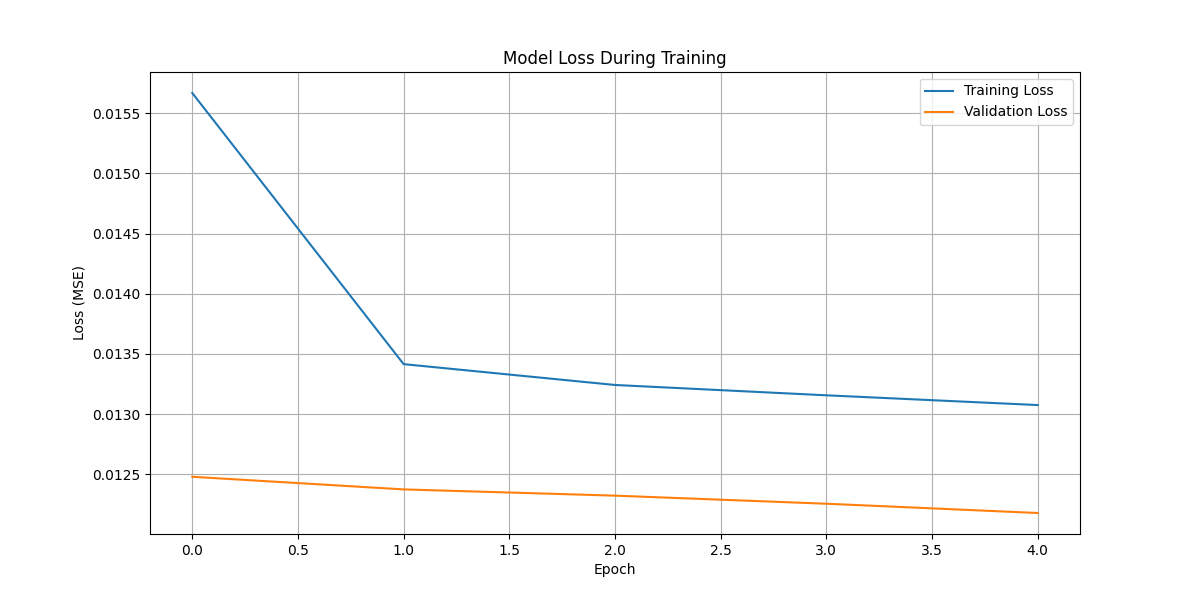 Model Loss During Training
Training Loss
Validation Loss
0.0155
0.0150
0.0145
0.0140
0.0135
0.0130
0.0125
Loss (MSE)
0.0 0.5 1.0 1.5 2.0 2.5 3.0 3.5 4.0
Epoch